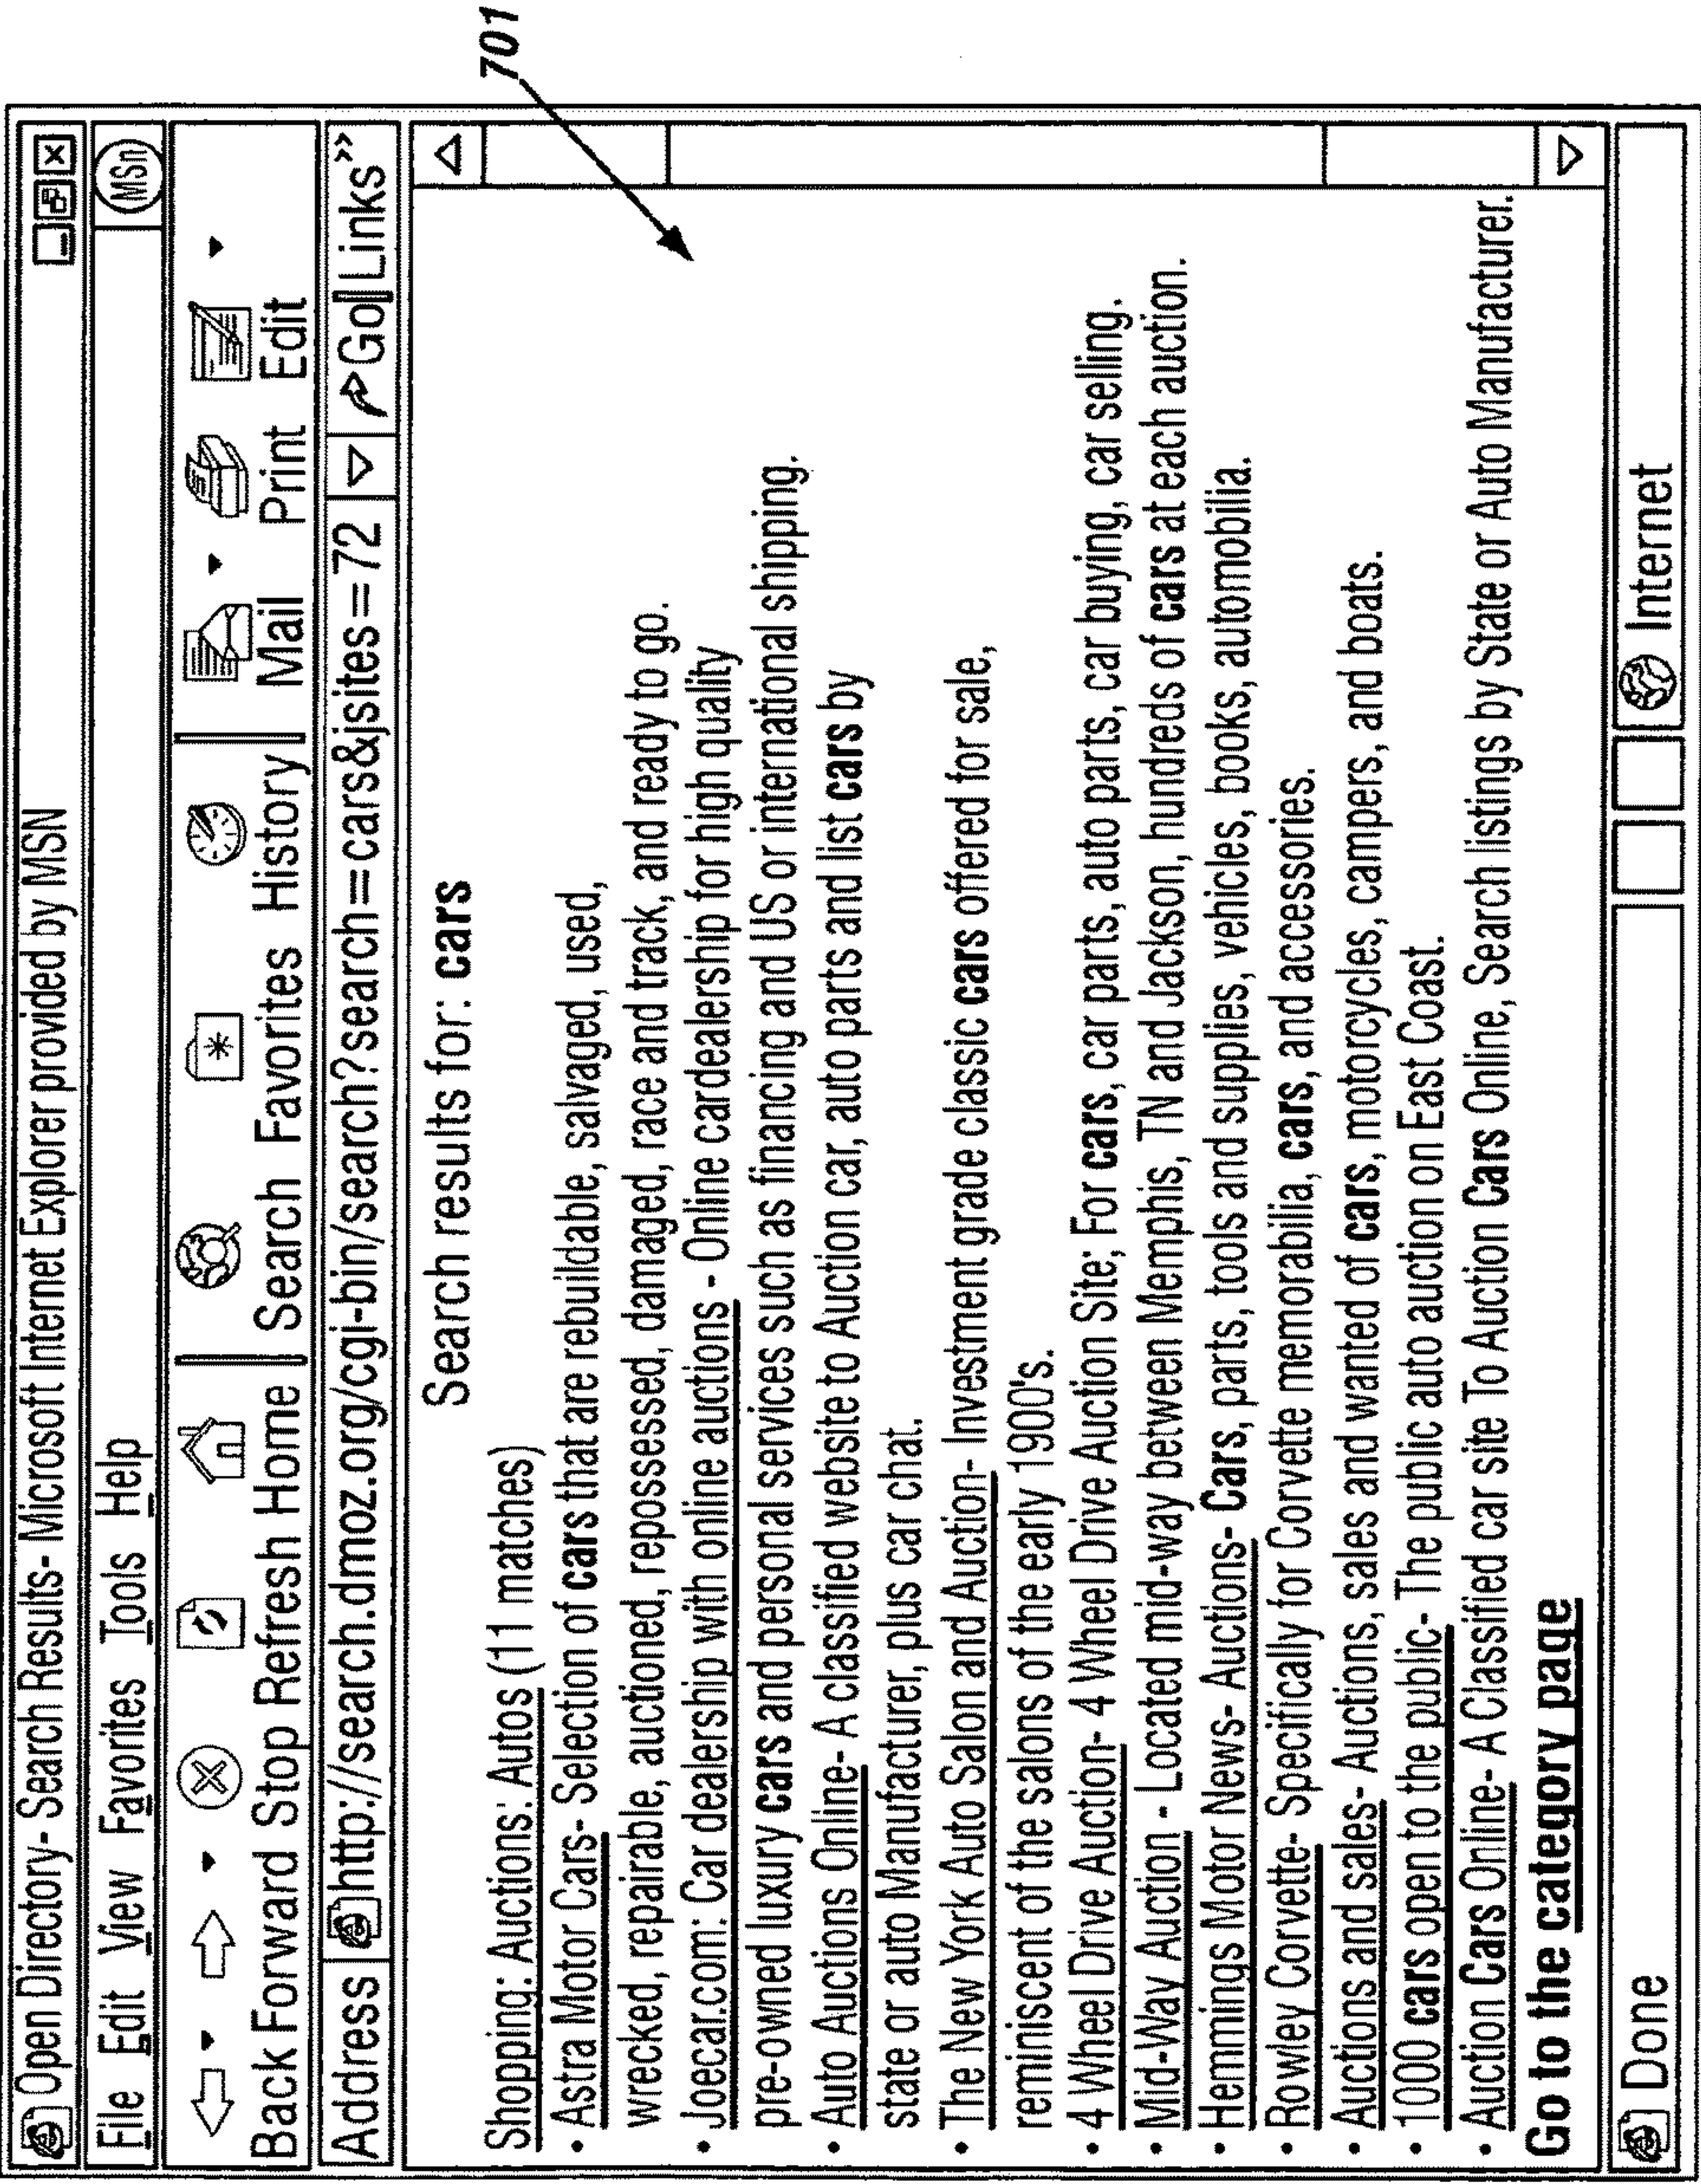 Open Directory- Search Results- Microsoft Internet Explorer provided by MSN
File Edit View Favorites Tools Help
MSn
Back Forward Stop Refresh Home Search Favorites History Mail Print Edit
Address http://search.dmoz.org/cgi-bin/search?search=cars&jsites=72 Go Links »
701
Search results for: cars
Shopping: Auctions: Autos (11 matches)
• Astra Motor Cars- Selection of cars that are rebuildable, salvaged, used,
wrecked, repairable, auctioned, repossessed, damaged, race and track, and ready to go.
• Joecar.com: Car dealership with online auctions - Online cardealership for high quality
pre-owned luxury cars and personal services such as financing and US or international shipping.
• Auto Auctions Online- A classified website to Auction car, auto parts and list cars by
state or auto Manufacturer, plus car chat.
• The New York Auto Salon and Auction- Investment grade classic cars offered for sale,
reminiscent of the salons of the early 1900's.
• 4 Wheel Drive Auction- 4 Wheel Drive Auction Site; For cars, car parts, auto parts, car buying, car selling.
• Mid-Way Auction - Located mid-way between Memphis, TN and Jackson, hundreds of cars at each auction.
• Hemmings Motor News- Auctions- Cars, parts, tools and supplies, vehicles, books, automobilia.
• Rowley Corvette- Specifically for Corvette memorabilia, cars, and accessories.
• Auctions and sales- Auctions, sales and wanted of cars, motorcycles, campers, and boats.
• 1000 cars open to the public- The public auto auction on East Coast.
• Auction Cars Online- A Classified car site To Auction Cars Online, Search listings by State or Auto Manufacturer.
Go to the category page
Done Internet